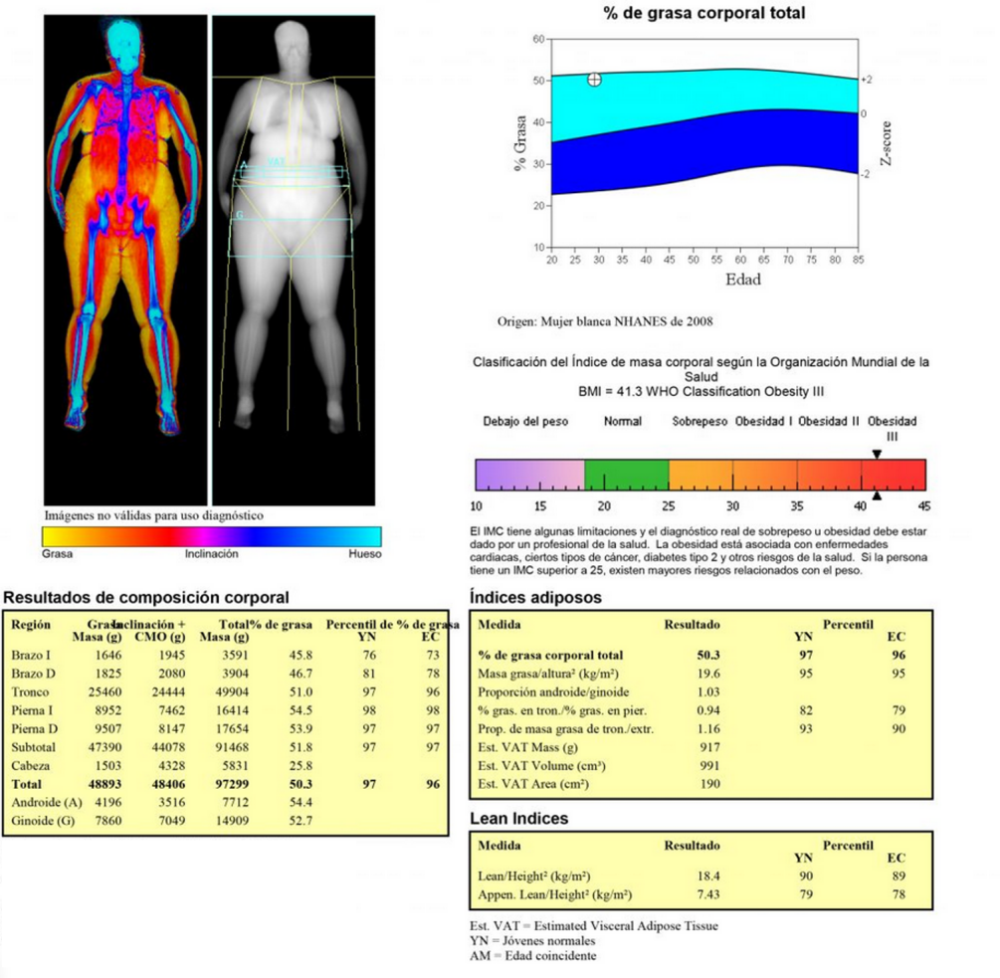 % de grasa corporal total
60
50
40
30
20
10
% Grasa
+2
0
-2
Z-score
20 25 30 35 40 45 50 55 60 65 70 75 80 85
Edad
A
VAT
G
Origen: Mujer blanca NHANES de 2008
Clasificación del Índice de masa corporal según la Organización Mundial de la
Salud
BMI = 41.3 WHO Classification Obesity III
Debajo del peso Normal Sobrepeso Obesidad I Obesidad II Obesidad
III
10 15 20 25 30 35 40 45
Imágenes no válidas para uso diagnóstico
Grasa Inclinación Hueso
El IMC tiene algunas limitaciones y el diagnóstico real de sobrepeso u obesidad debe estar
dado por un profesional de la salud. La obesidad está asociada con enfermedades
cardiacas, ciertos tipos de cáncer, diabetes tipo 2 y otros riesgos de la salud. Si la persona
tiene un IMC superior a 25, existen mayores riesgos relacionados con el peso.
Resultados de composición corporal
Región Grasa Inclinación + Total % de grasa Percentil de % de grasa
Masa (g) CMO (g) Masa (g) YN EC
Brazo I 1646 1945 3591 45.8 76 73
Brazo D 1825 2080 3904 46.7 81 78
Tronco 25460 24444 49904 51.0 97 96
Pierna I 8952 7462 16414 54.5 98 98
Pierna D 9507 8147 17654 53.9 97 97
Subtotal 47390 44078 91468 51.8 97 97
Cabeza 1503 4328 5831 25.8
Total 48893 48406 97299 50.3 97 96
Androide (A) 4196 3516 7712 54.4
Ginoide (G) 7860 7049 14909 52.7
Índices adiposos
Medida Resultado Percentil
YN EC
% de grasa corporal total 50.3 97 96
Masa grasa/altura² (kg/m²) 19.6 95 95
Proporción androide/ginoide 1.03
% gras. en tron./% gras. en pier. 0.94 82 79
Prop. de masa grasa de tron./extr. 1.16 93 90
Est. VAT Mass (g) 917
Est. VAT Volume (cm³) 991
Est. VAT Area (cm²) 190
Lean Indices
Medida Resultado Percentil
YN EC
Lean/Height² (kg/m²) 18.4 90 89
Appen. Lean/Height² (kg/m²) 7.43 79 78
Est. VAT = Estimated Visceral Adipose Tissue
YN = Jóvenes normales
AM = Edad coincidente